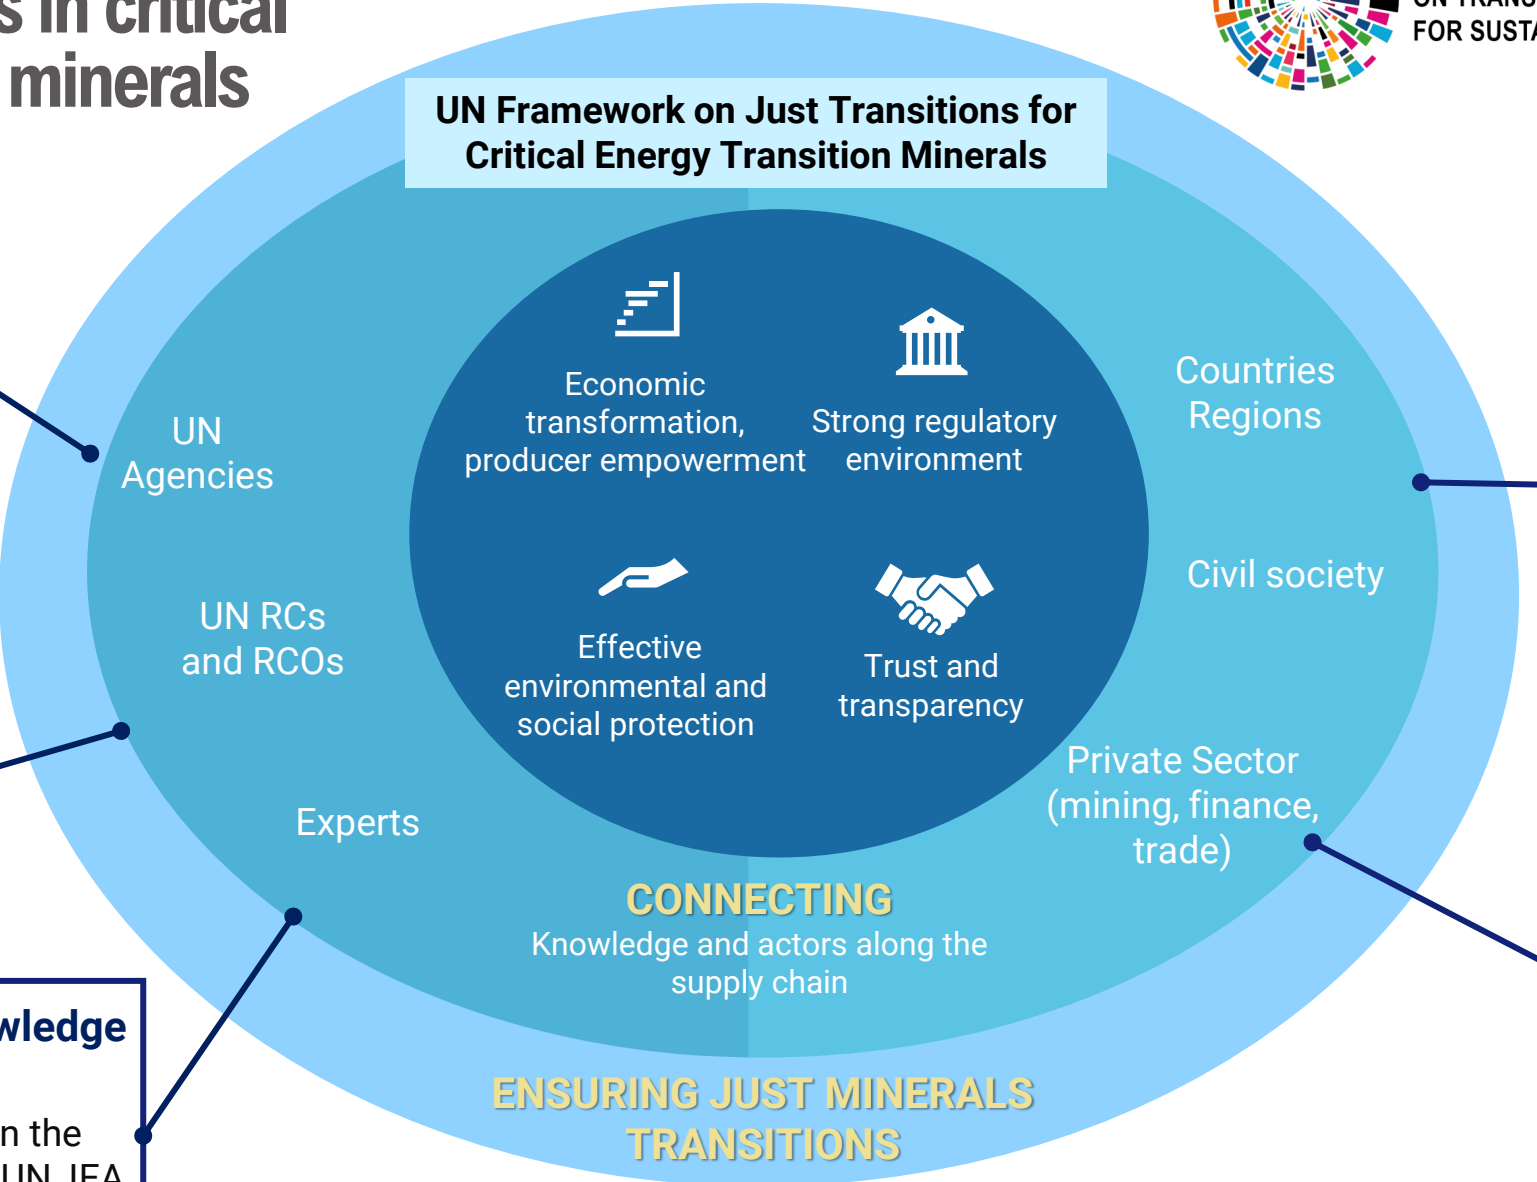 s in critical
minerals
FOR SUSTA
UN Framework on Just Transitions for
Critical Energy Transition Minerals
Economic
transformation,
producer empowerment
Strong regulatory
environment
Effective
environmental and
social protection
Trust and
transparency
UN
Agencies
UN RCs
and RCOs
Experts
Countries
Regions
Civil society
Private Sector
(mining, finance,
trade)
CONNECTING
Knowledge and actors along the
supply chain
ENSURING JUST MINERALS
TRANSITIONS
wledge
n the
UN, IEA